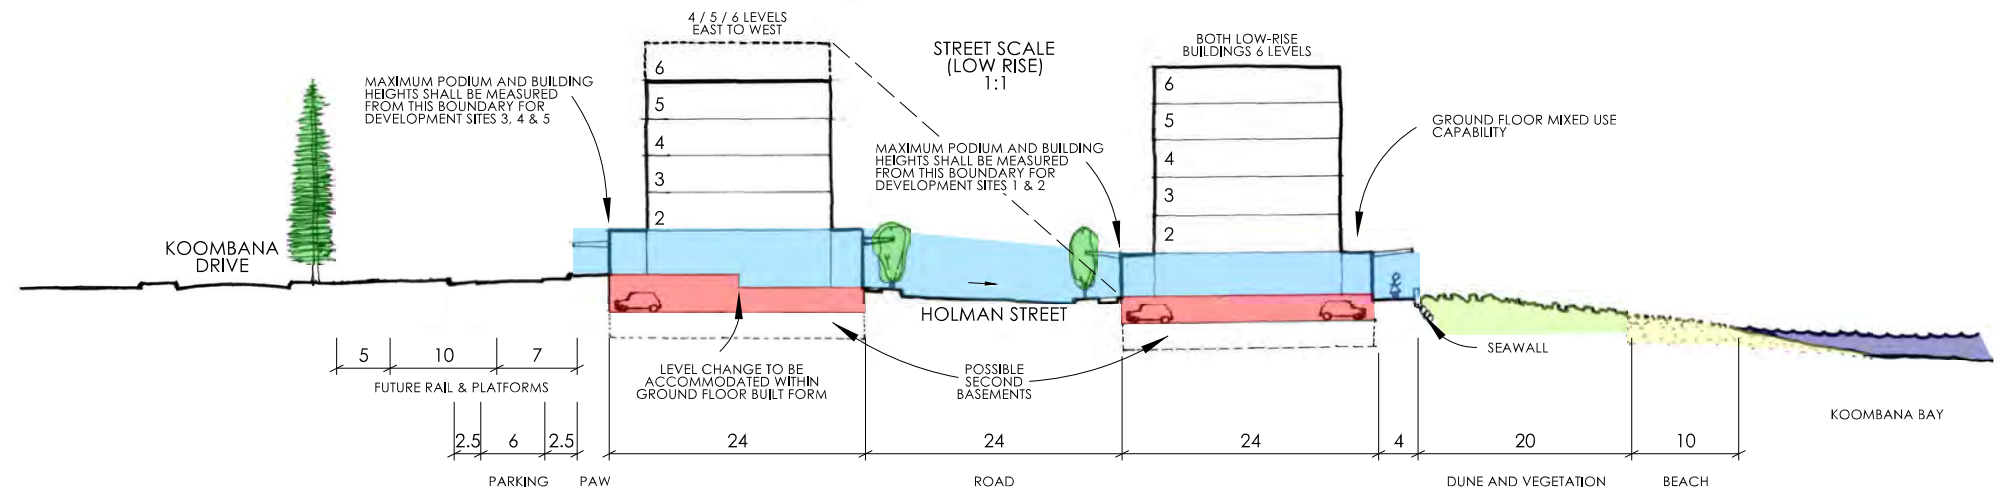 4 / 5 / 6 LEVELS
EAST TO WEST
STREET SCALE
(LOW RISE)
1:1
BOTH LOW-RISE
BUILDINGS 6 LEVELS
MAXIMUM PODIUM AND BUILDING
HEIGHTS SHALL BE MEASURED
FROM THIS BOUNDARY FOR
DEVELOPMENT SITES 3, 4 & 5
6
5
4
3
2
MAXIMUM PODIUM AND BUILDING
HEIGHTS SHALL BE MEASURED
FROM THIS BOUNDARY FOR
DEVELOPMENT SITES 1 & 2
6
5
4
3
2
GROUND FLOOR MIXED USE
CAPABILITY
KOOMBANA
DRIVE
HOLMAN STREET
SEAWALL
5 10 7
FUTURE RAIL & PLATFORMS
LEVEL CHANGE TO BE
ACCOMMODATED WITHIN
GROUND FLOOR BUILT FORM
POSSIBLE
SECOND
BASEMENTS
KOOMBANA BAY
2.5 6 2.5 24 24 24 4 20 10
PARKING PAW ROAD DUNE AND VEGETATION BEACH